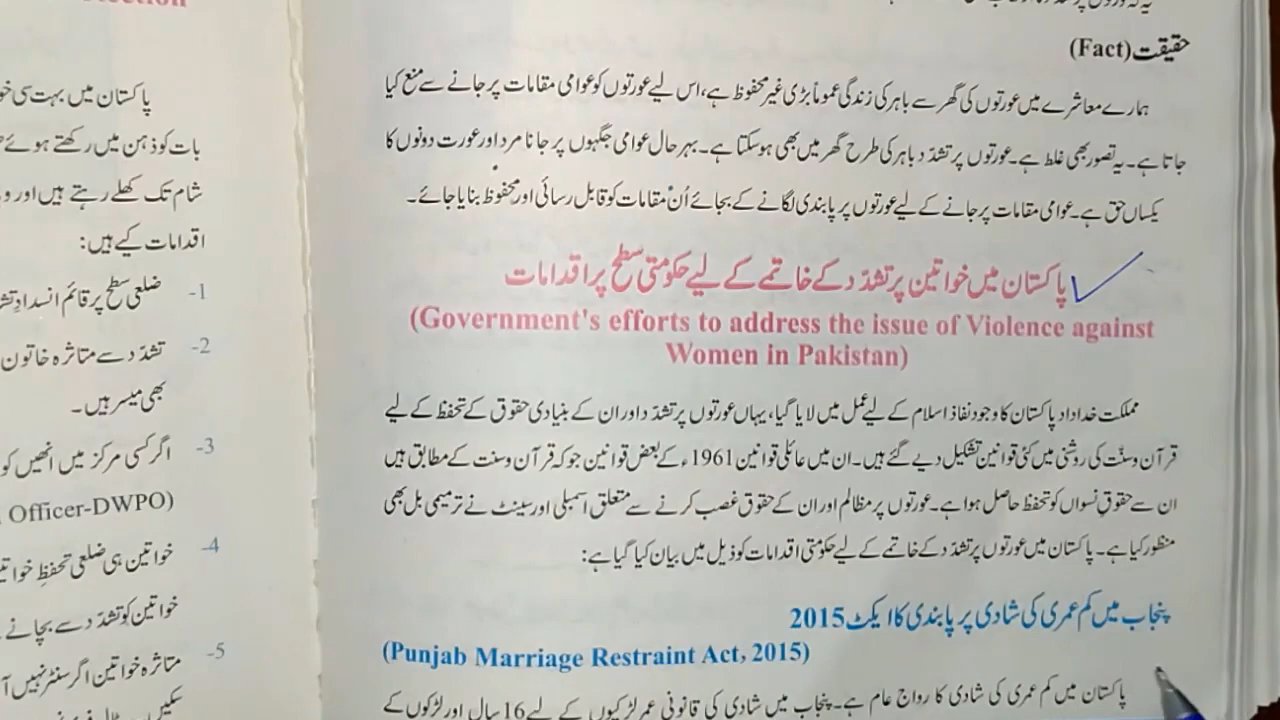 حقیقت (Fact)
ہمارے معاشرے میں عورتوں کی گھر سے باہر کی زندگی عموماً بڑی غیر محفوظ ہے، اس لیے عورتوں کو عوامی مقامات پر جانے سے منع کیا
جاتا ہے۔ یہ تصور بھی غلط ہے۔ عورتوں پر تشدّد باہر کی طرح گھر میں بھی ہو سکتا ہے۔ بہر حال عوامی جگہوں پر جانا مرد اور عورت دونوں کا
یکساں حق ہے۔ عوامی مقامات پر جانے کے لیے عورتوں پر پابندی لگانے کے بجائے اُن مقامات کو قابل رسائی اور محفوظ بنایا جائے۔
پاکستان میں خواتین پر تشدّد کے خاتمے کے لیے حکومتی سطح پر اقدامات
(Government's efforts to address the issue of Violence against
Women in Pakistan)
مملکت خداداد پاکستان کا وجود نفاذ اسلام کے لیے عمل میں لایا گیا، یہاں عورتوں پر تشدّد اور ان کے بنیادی حقوق کے تحفظ کے لیے
قرآن وسنّت کی روشنی میں کئی قوانین تشکیل دیے گئے ہیں۔ ان میں عائلی قوانین 1961ء کے بعض قوانین جو کہ قرآن وسنت کے مطابق ہیں
ان سے حقوقِ نسواں کو تحفظ حاصل ہوا ہے۔ عورتوں پر مظالم اور ان کے حقوق غصب کرنے سے متعلق اسمبلی اور سینٹ نے ترمیمی بل بھی
منظور کیا ہے۔ پاکستان میں عورتوں پر تشدّد کے خاتمے کے لیے حکومتی اقدامات کو ذیل میں بیان کیا گیا ہے:
پنجاب میں کم عمری کی شادی پر پابندی کا ایکٹ 2015
(Punjab Marriage Restraint Act, 2015)
پاکستان میں کم عمری کی شادی کا رواج عام ہے۔ پنجاب میں شادی کی قانونی عمر لڑکیوں کے لیے 16 سال اور لڑکوں کے
پاکستان میں بہت سی
بات کو ذہن میں رکھتے ہوئے
شام تک کھلے رہتے ہیں اور
اقدامات کیے ہیں:
1- ضلعی سطح پر قائم انسدادِ
2- تشدّد سے متاثرہ خاتون
بھی میسر ہیں۔
3- اگر کسی مرکز میں انھیں کو
Officer-DWPO)
4- خواتین ہی ضلعی تحفظِ
خواتین کو تشدّد سے بچانے
5- متاثرہ خواتین اگر سنٹر نہیں